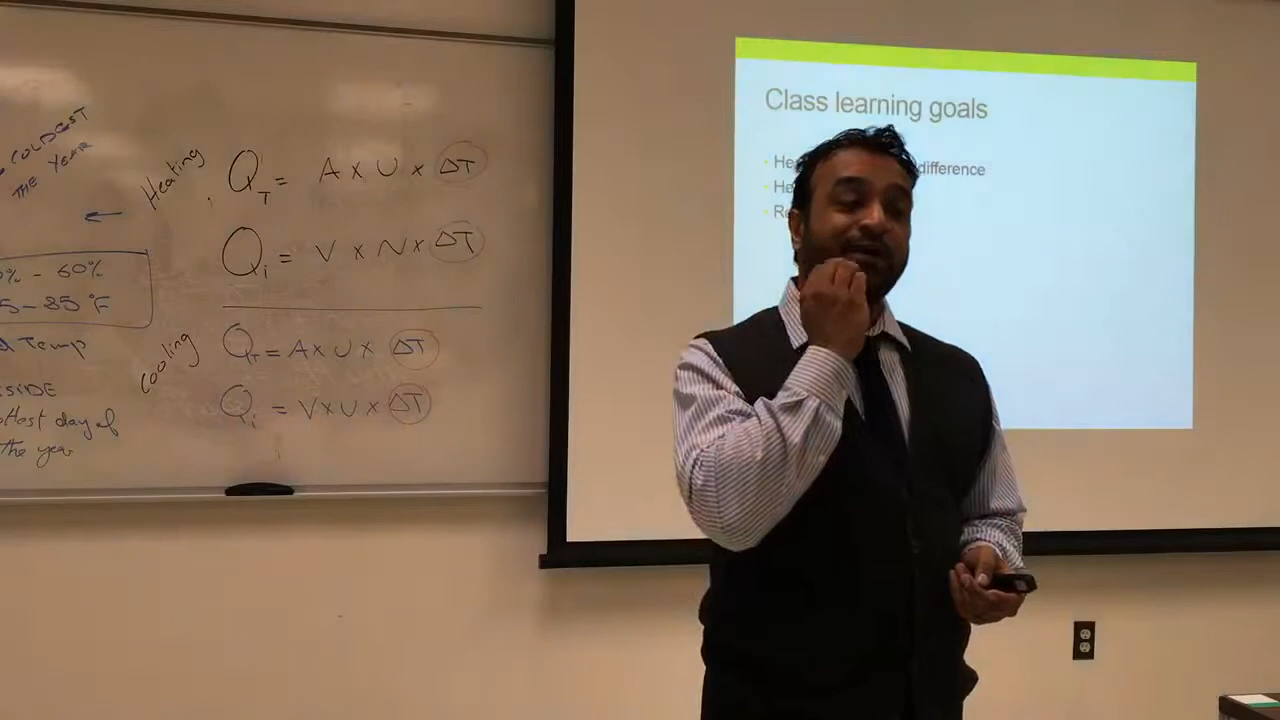 COLDEST
THE YEAR
0% - 60%
5-85 °F
Temp
SIDE
day of
the year
Heating
QT = A x U x ΔT
Qi = V x N x ΔT
Cooling
QT = A x U x ΔT
Qi = V x U x ΔT
Class learning goals
difference